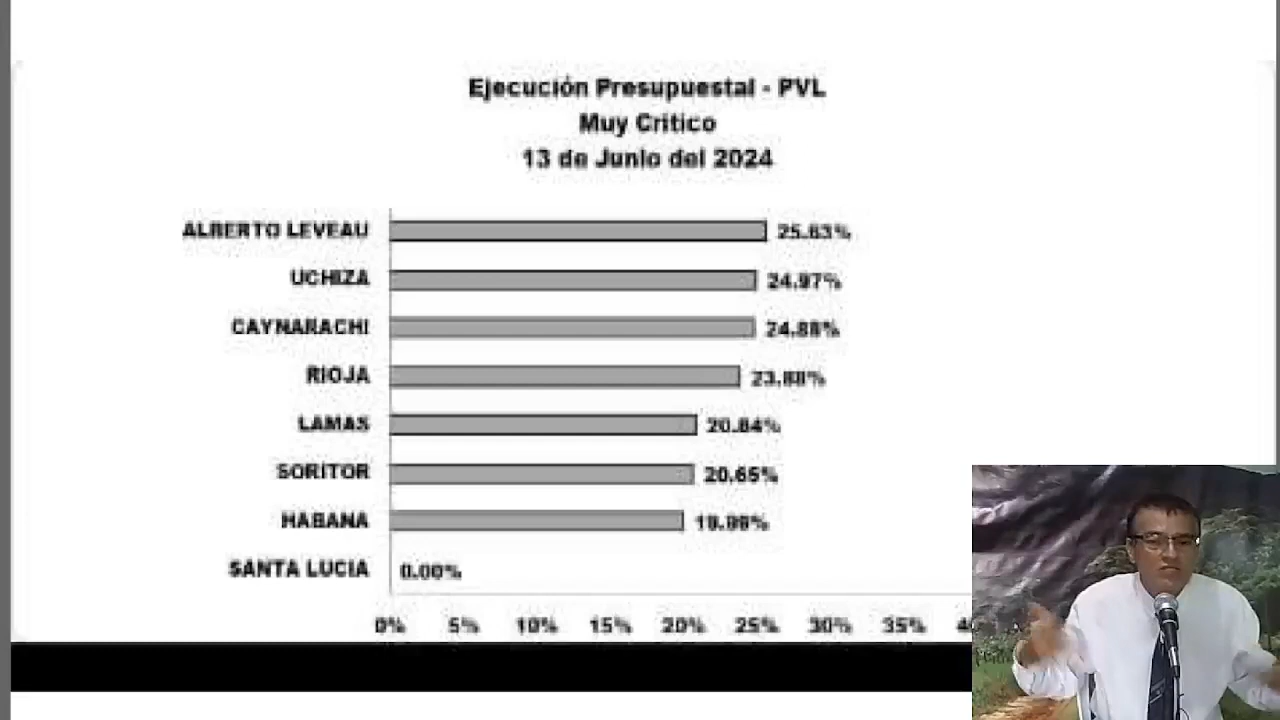 Ejecución Presupuestal - PVL
Muy Critico
13 de Junio del 2024
ALBERTO LEVEAU 25.63%
UCHIZA 24.97%
CAYNARACHI 24.88%
RIOJA 23.88%
LAMAS 20.84%
SORITOR 20.65%
HABANA 19.99%
SANTA LUCIA 0.00%
0% 5% 10% 15% 20% 25% 30% 35%